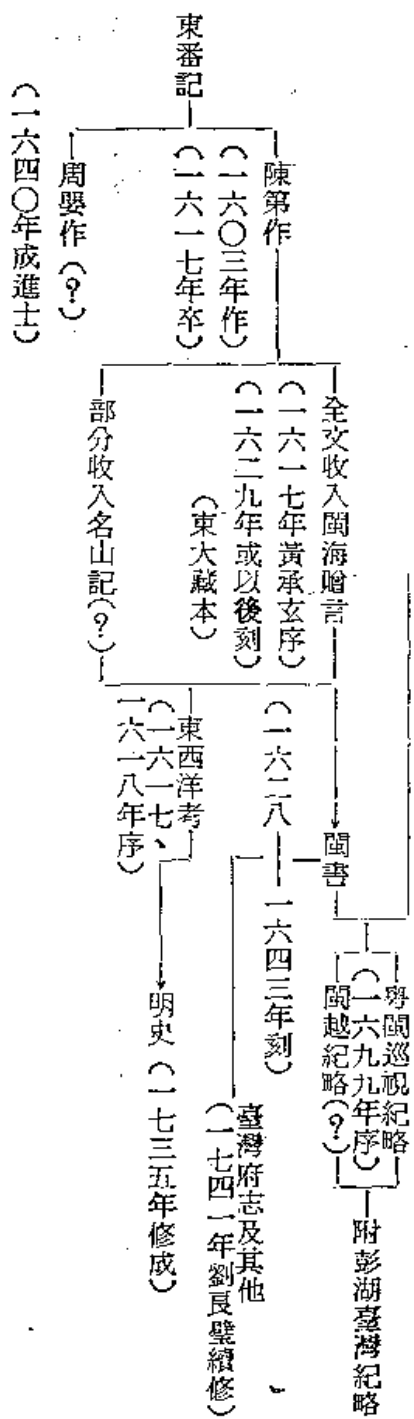 東番記
陳第作
（一六〇三年作）
（一六一七年卒）
周嬰作（？）
（一六四〇年成進士）
全文收入閩海贈言
（一六一七年黃承玄序）
（一六二九年或以後刻）
（東大藏本）
部分收入名山記（？）
閩書
（一六二八—一六四三年刻）
東西洋考
（一六一七、
一六一八年序）
粵閩巡視紀略
（一六九九年序）
閩越紀略（？）
附彭湖臺灣紀略
臺灣府志及其他
（一七四一年劉良璧續修）
明史（一七三五年修成）